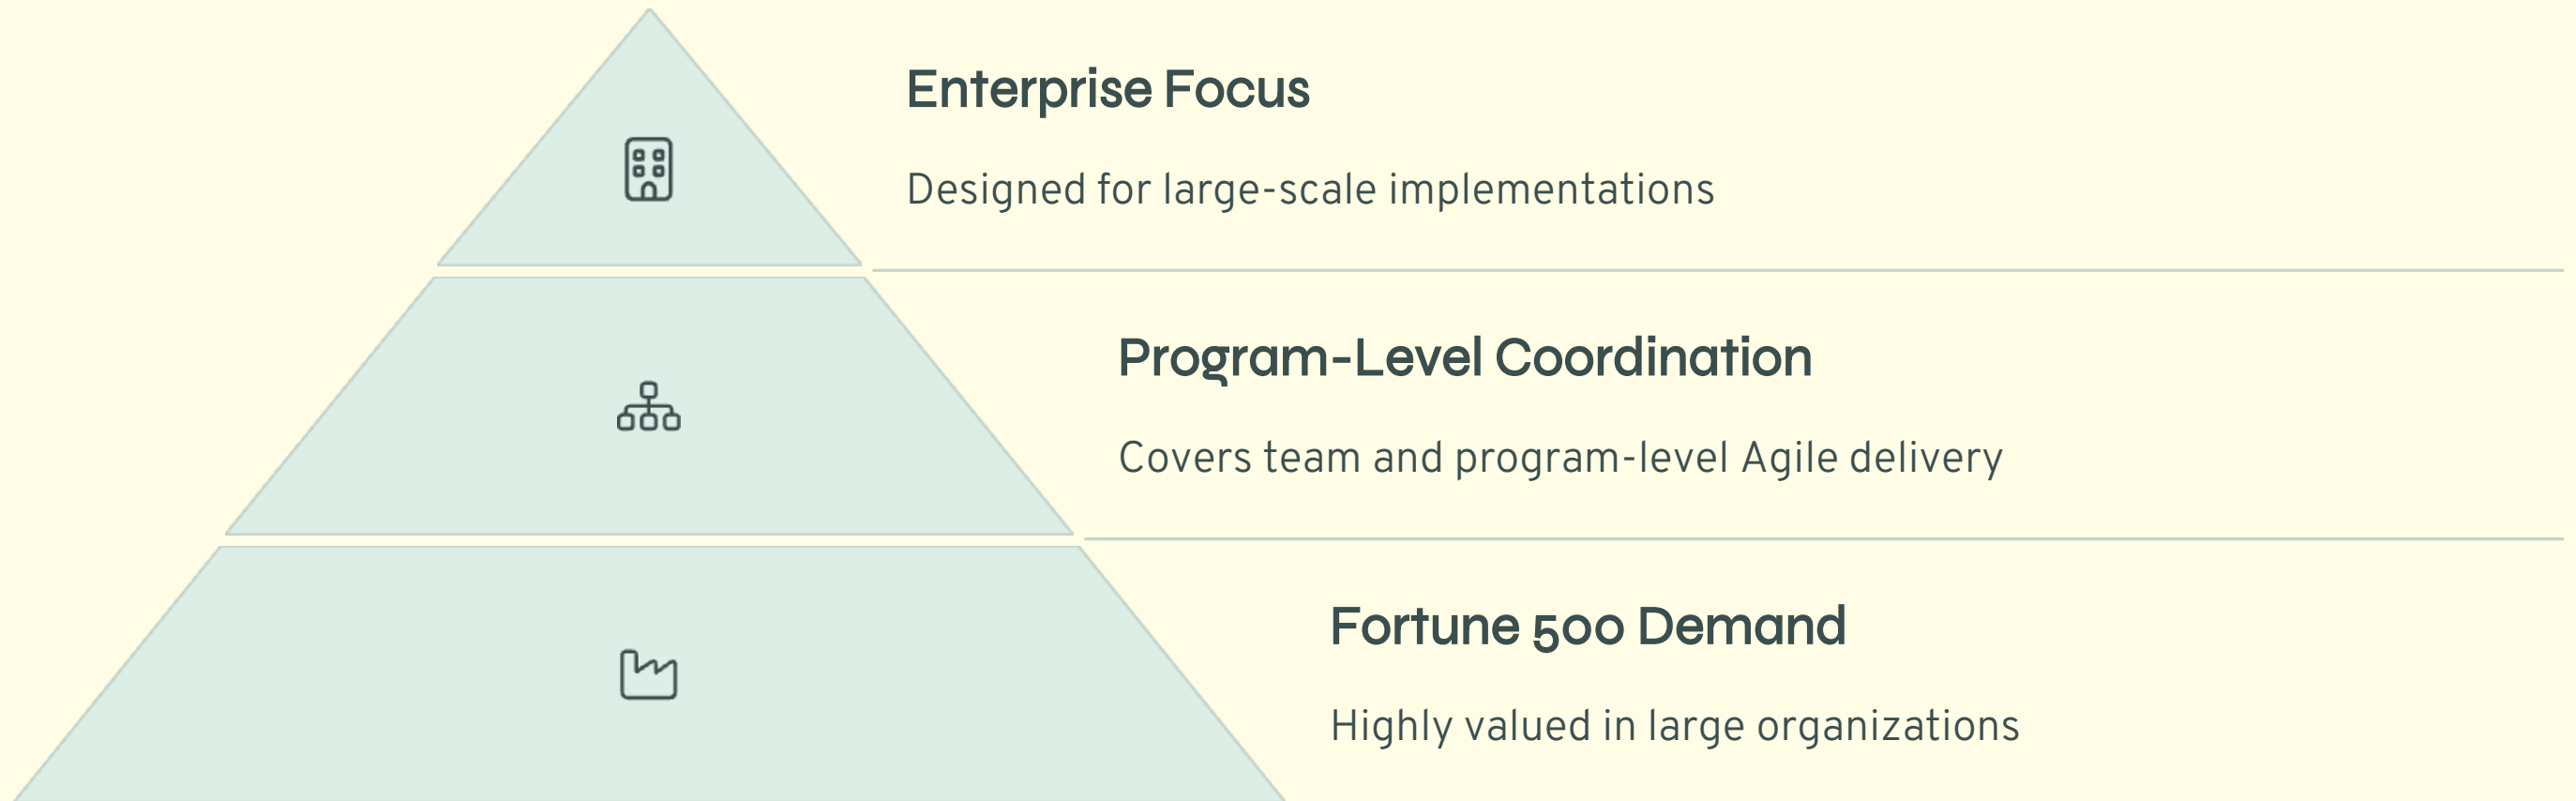 Enterprise Focus
Designed for large-scale implementations
Program-Level Coordination
Covers team and program-level Agile delivery
Fortune 500 Demand
Highly valued in large organizations